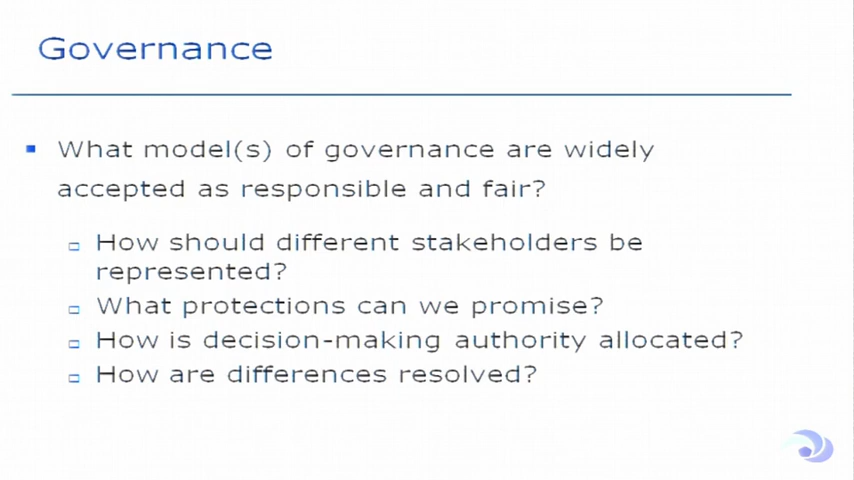 Governance
What model(s) of governance are widely
accepted as responsible and fair?
How should different stakeholders be
represented?
What protections can we promise?
How is decision-making authority allocated?
How are differences resolved?